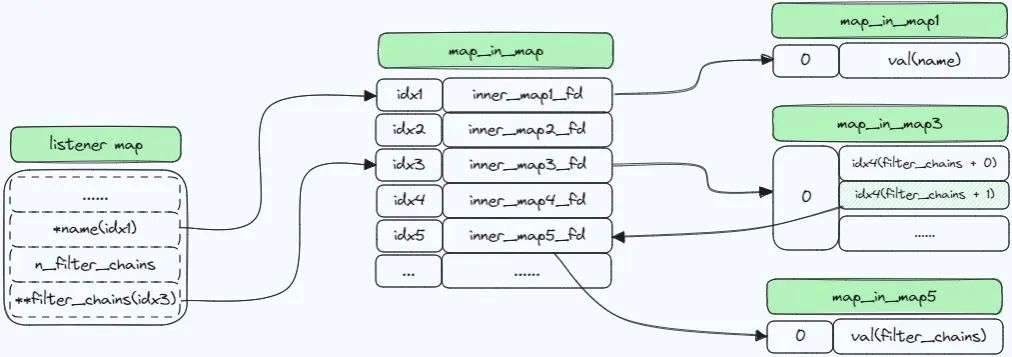 listener map
......
*name(idx1)
n_filter_chains
**filter_chains(idx3)
map_in_map
idx1 inner_map1_fd
idx2 inner_map2_fd
idx3 inner_map3_fd
idx4 inner_map4_fd
idx5 inner_map5_fd
... ......
map_in_map1
0 val(name)
map_in_map3
0
idx4(filter_chains + 0)
idx4(filter_chains + 1)
......
map_in_map5
0 val(filter_chains)